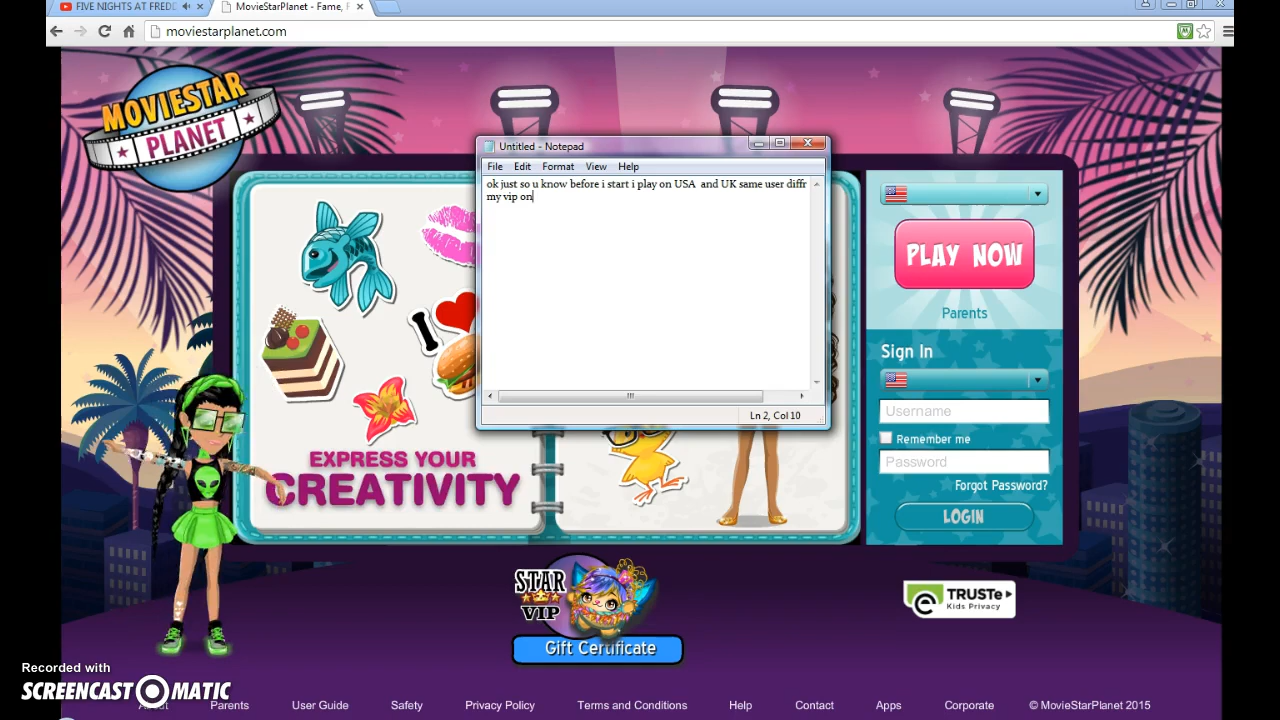 FIVE NIGHTS AT FREDD
MovieStarPlanet - Fame, F
moviestarplanet.com
MOVIESTAR
PLANET
Untitled - Notepad
File Edit Format View Help
ok just so u know before i start i play on USA  and UK same user diffr
my vip on
Ln 2, Col 10
I
EXPRESS YOUR
CREATIVITY
PLAY NOW
Parents
Sign In
Username
Remember me
Password
Forgot Password?
LOGIN
STAR
VIP
Gift Certificate
TRUSTe
Kids Privacy
Recorded with
SCREENCAST MATIC
About Parents User Guide Safety Privacy Policy Terms and Conditions Help Contact Apps Corporate © MovieStarPlanet 2015